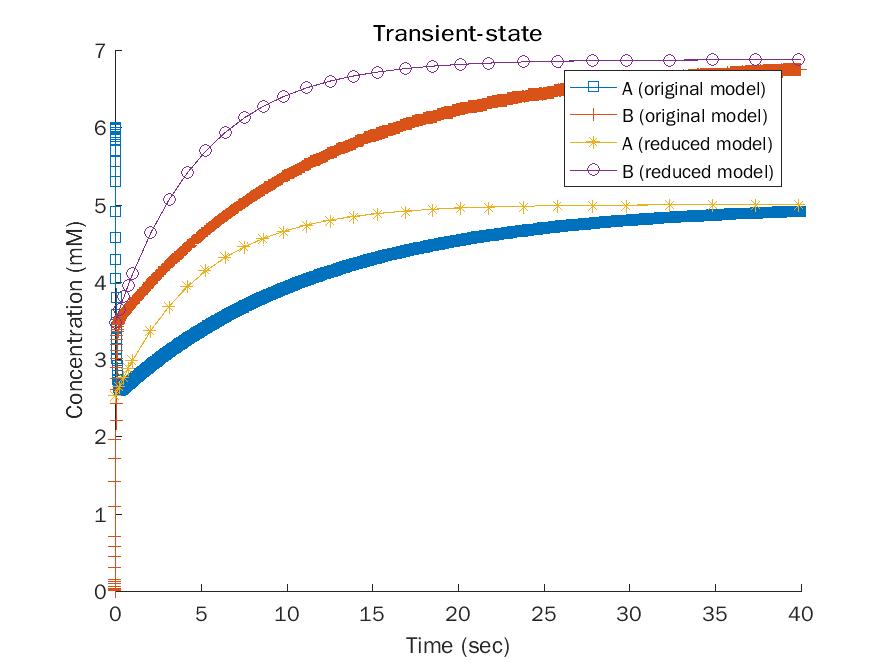 Transient-state
7
6
5
4
3
2
1
0
Concentration (mM)
A (original model)
B (original model)
A (reduced model)
B (reduced model)
0 5 10 15 20 25 30 35 40
Time (sec)